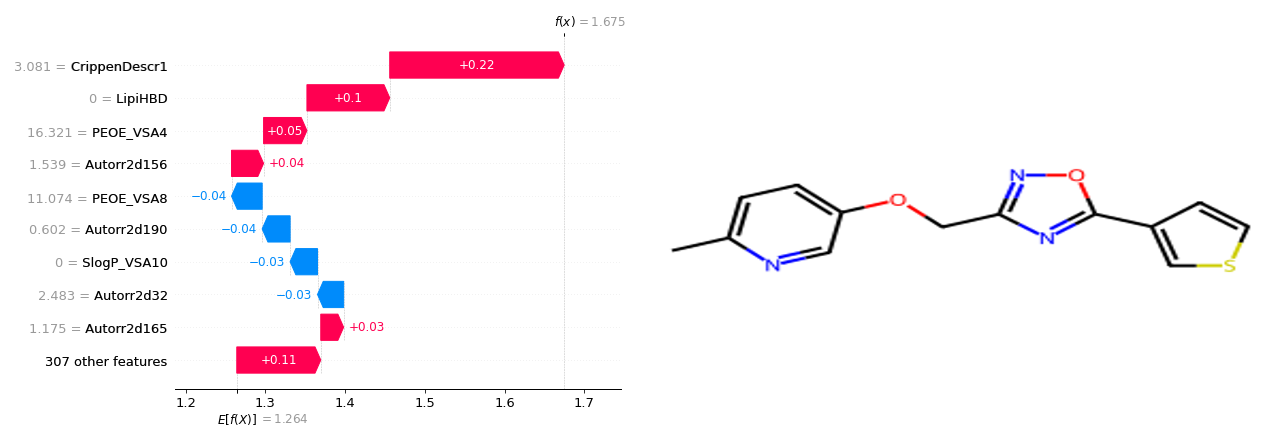 f(x) = 1.675
3.081 = CrippenDescr1
+0.22
0 = LipiHBD
+0.1
16.321 = PEOE_VSA4
+0.05
1.539 = Autorr2d156
+0.04
11.074 = PEOE_VSA8
−0.04
0.602 = Autorr2d190
−0.04
0 = SlogP_VSA10
−0.03
2.483 = Autorr2d32
−0.03
1.175 = Autorr2d165
+0.03
307 other features
+0.11
1.2 1.3 1.4 1.5 1.6 1.7
E[f(X)] = 1.264
N O
O
N
N
S